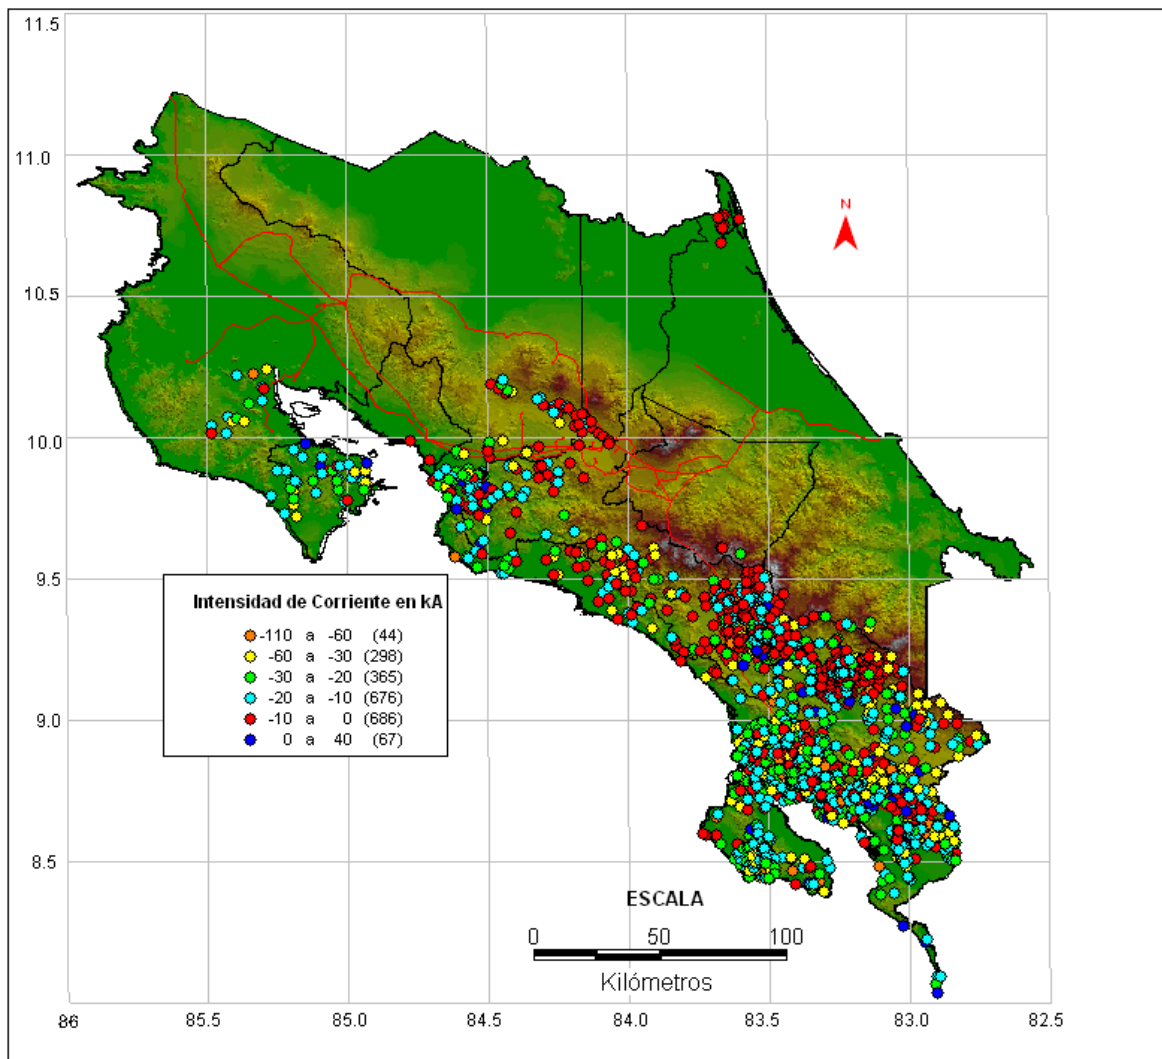 11.5
11.0
N
10.5
10.0
9.5
Intensidad de Corriente en kA
-110 a -60 (44)
-60 a -30 (298)
-30 a -20 (365)
-20 a -10 (676)
-10 a 0 (686)
0 a 40 (67)
9.0
8.5
ESCALA
0 50 100
Kilómetros
86 85.5 85.0 84.5 84.0 83.5 83.0 82.5